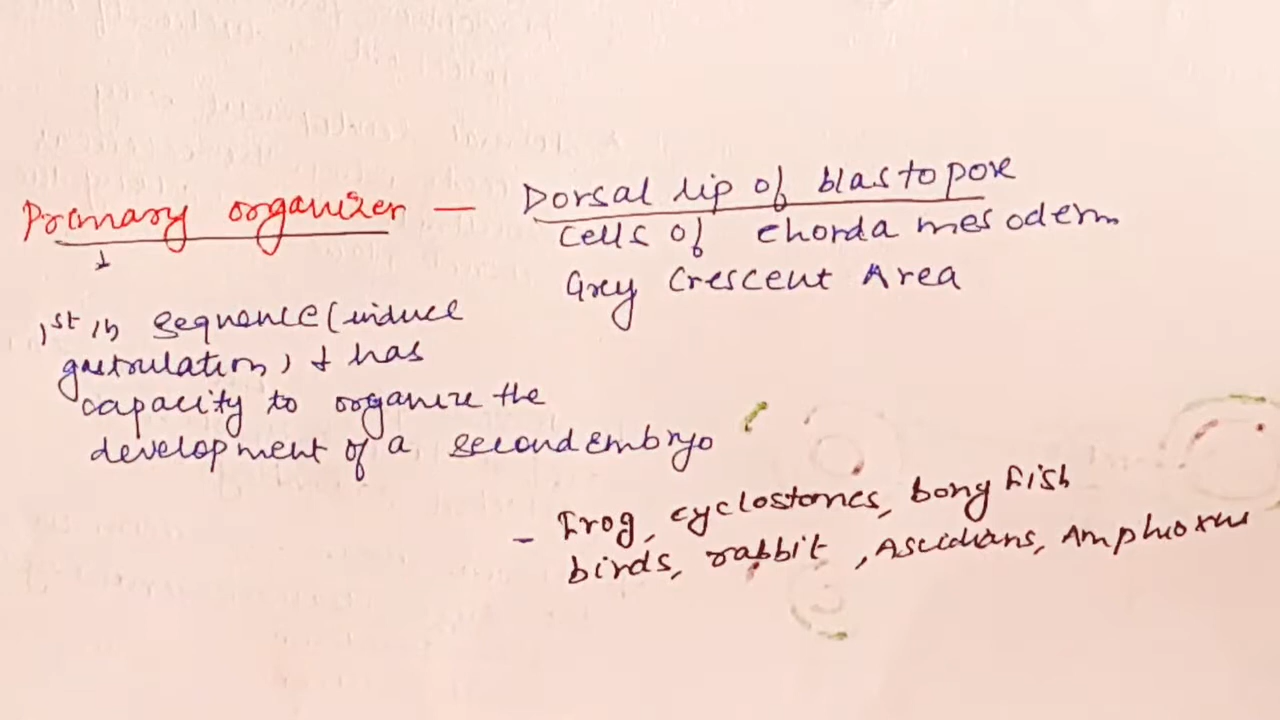 Primary organizer — Dorsal lip of blastopore
cells of chorda mesoderm
Grey Crescent Area
1st in sequence (induce
gastrulation) & has
capacity to organize the
development of a second embryo
- Frog, cyclostomes, bony fish
birds, rabbit, Ascidians, Amphioxus